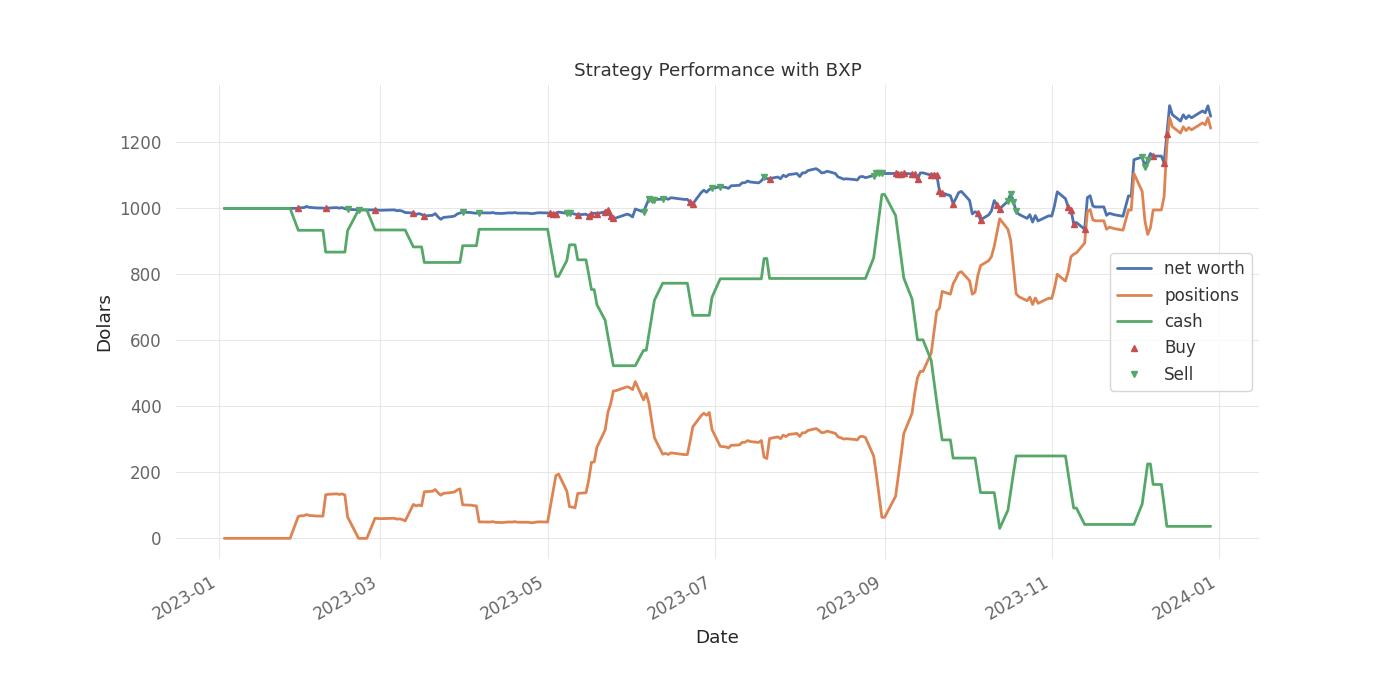 Strategy Performance with BXP
Dolars
1200
1000
800
600
400
200
0
net worth
positions
cash
Buy
Sell
2023-01
2023-03
2023-05
2023-07
2023-09
2023-11
2024-01
Date